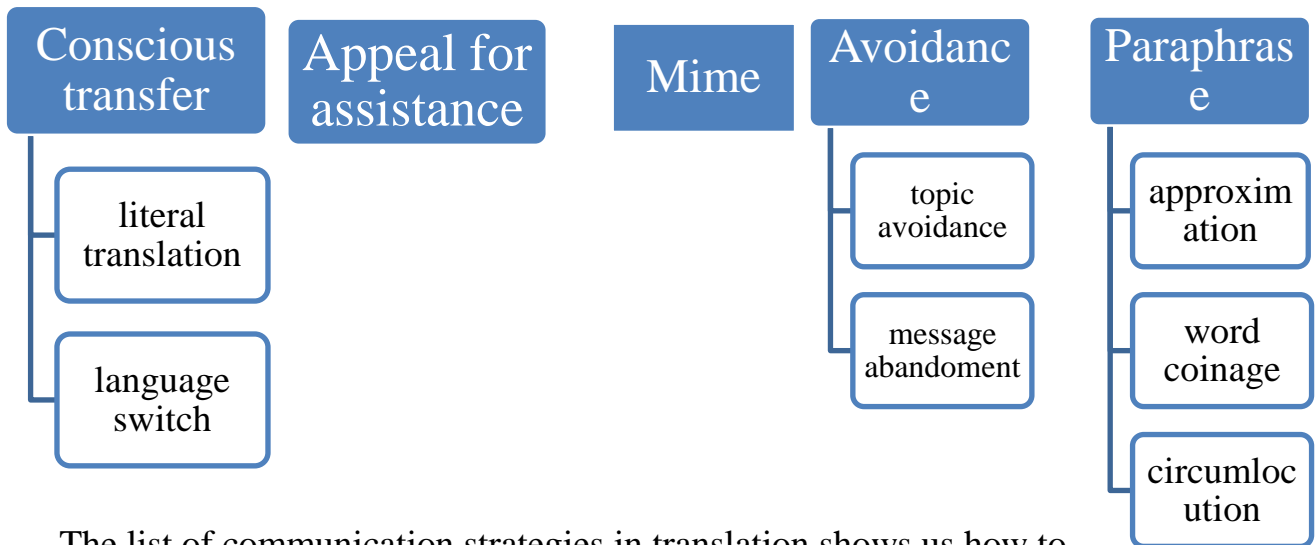 Conscious
transfer
literal
translation
language
switch
Appeal for
assistance
Mime
Avoidanc
e
topic
avoidance
message
abandoment
Paraphras
e
approxim
ation
word
coinage
circumloc
ution
The list of communication strategies in translation shows us how to